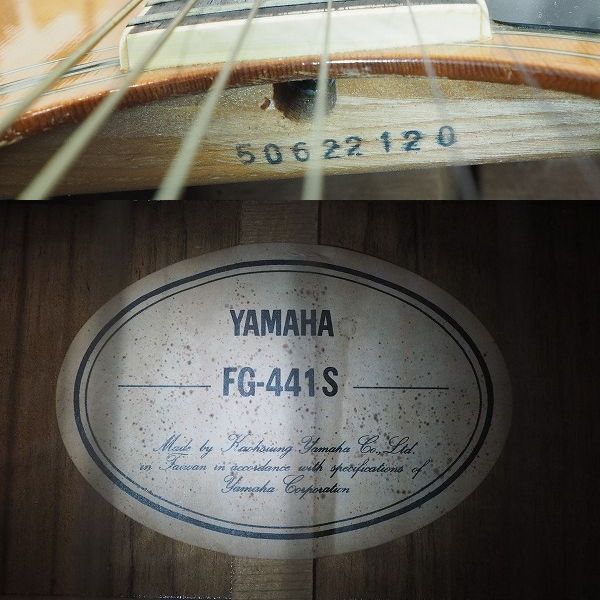 50622120
YAMAHA
FG-441S
Made by Kaohsiung Yamaha Co., Ltd.
in Taiwan in accordance with specifications of
Yamaha Corporation